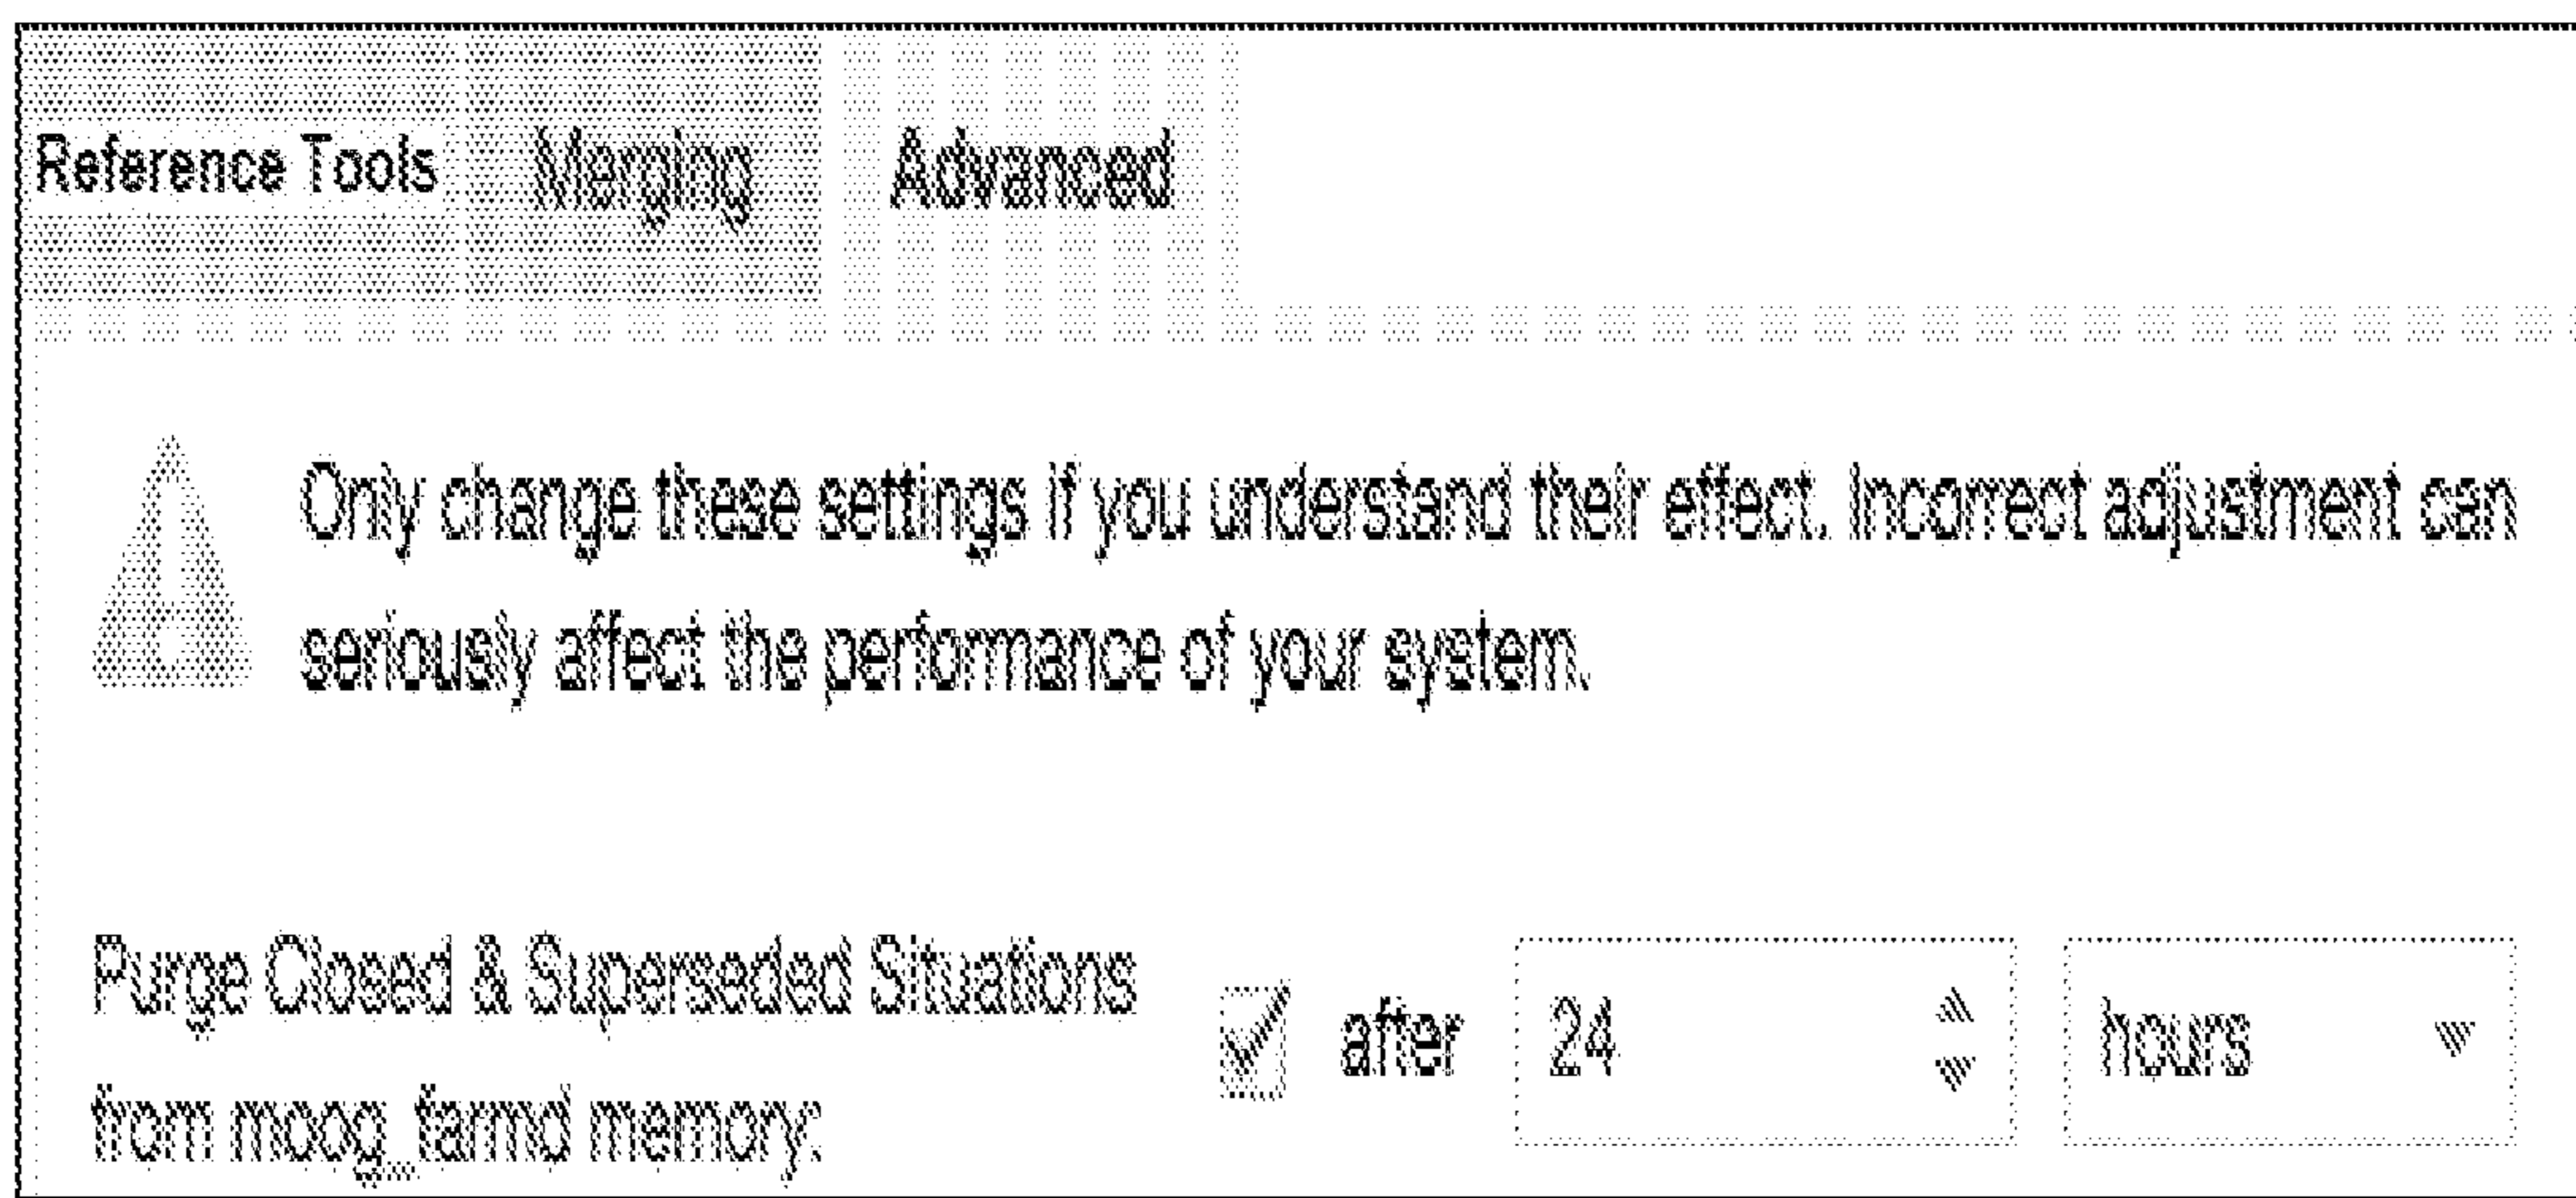 Reference Tools Merging Advanced
Only change these settings if you understand their effect. Incorrect adjustment can
seriously affect the performance of your system.
Purge Closed & Superseded Situations
from moog_farmd memory:
after 24 hours